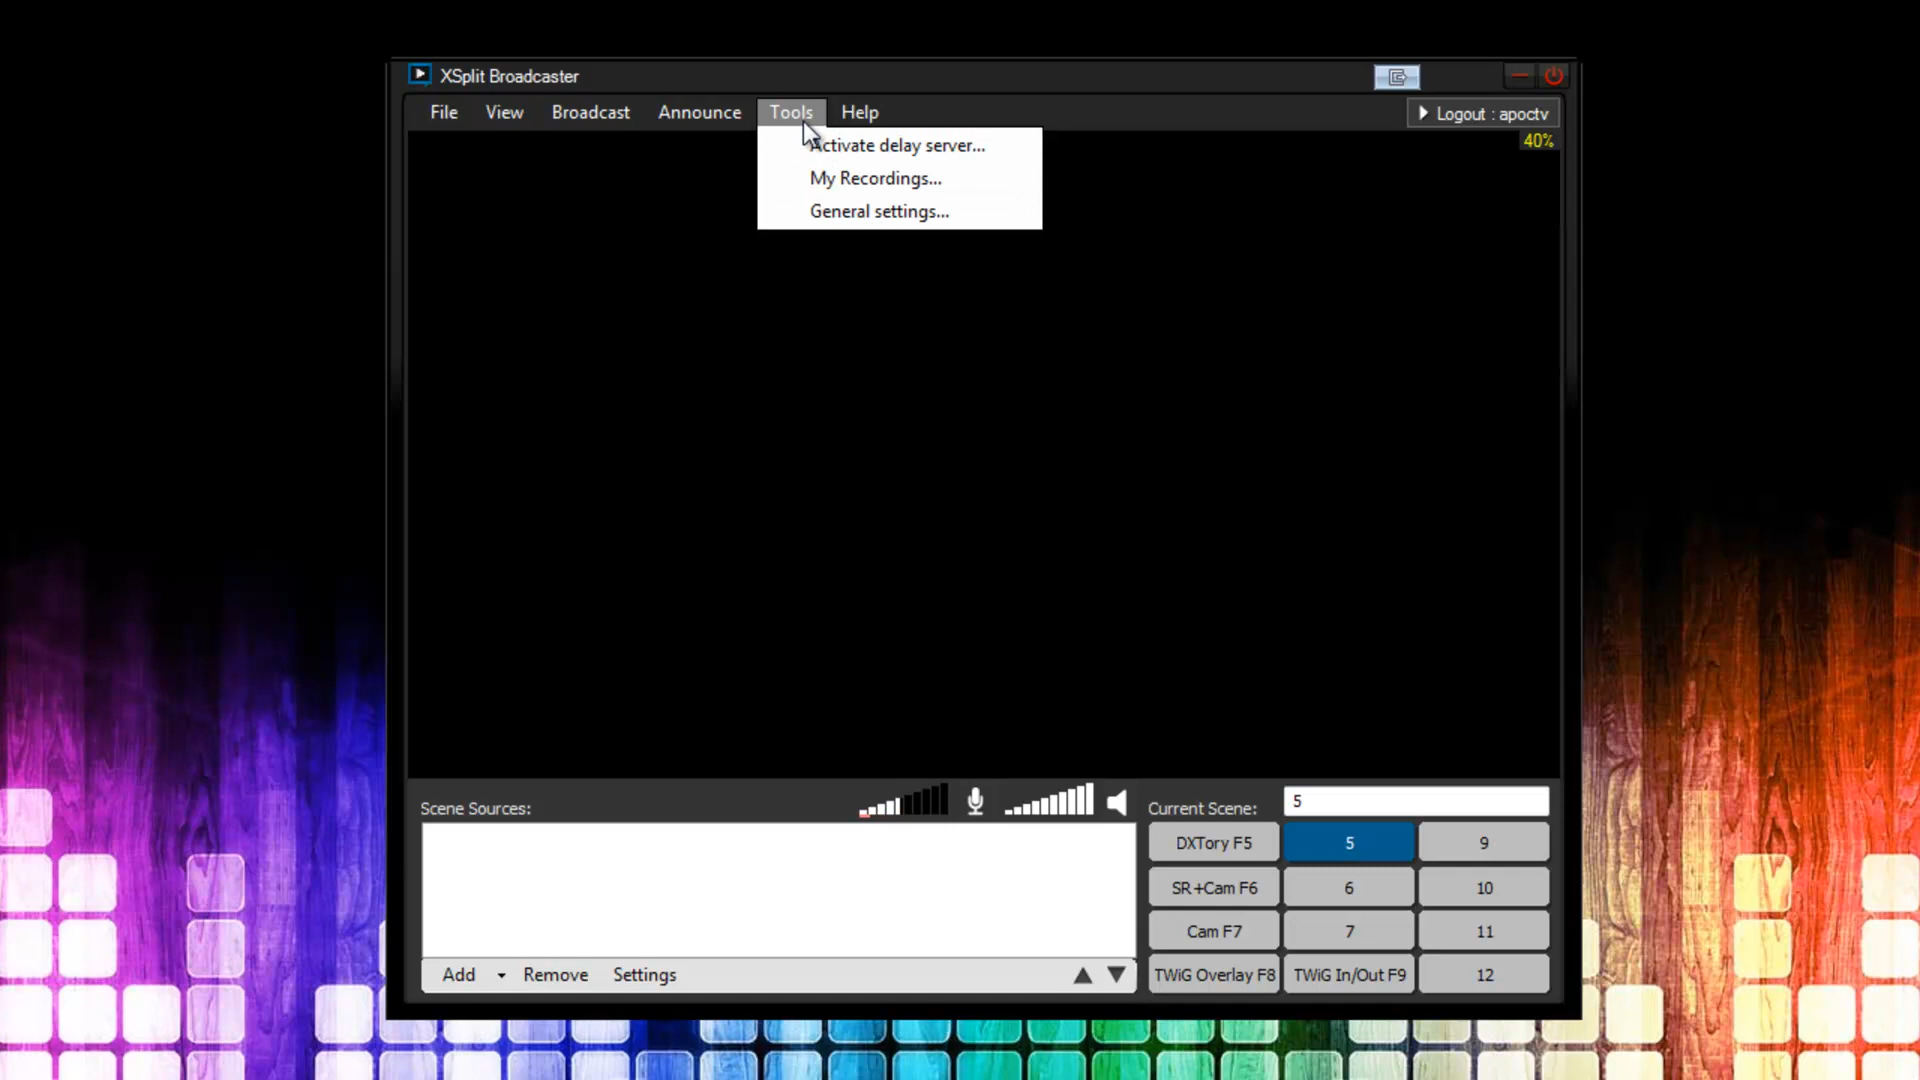 XSplit Broadcaster
File View Broadcast Announce Tools Help
Logout : apoctv
40%
Activate delay server...
My Recordings...
General settings...
Scene Sources:
Current Scene:
5
DXTory F5
5
9
SR+Cam F6
6
10
Cam F7
7
11
TWiG Overlay F8
TWiG In/Out F9
12
Add Remove Settings